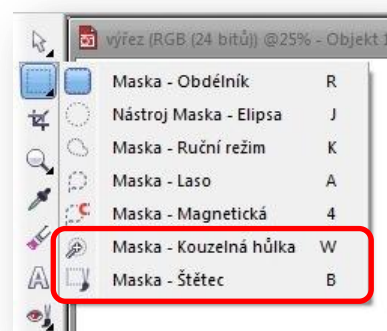 výřez (RGB (24 bitů)) @25% - Objekt 1
Maska - Obdélník R
Nástroj Maska - Elipsa J
Maska - Ruční režim K
Maska - Laso A
Maska - Magnetická 4
Maska - Kouzelná hůlka W
Maska - Štětec B